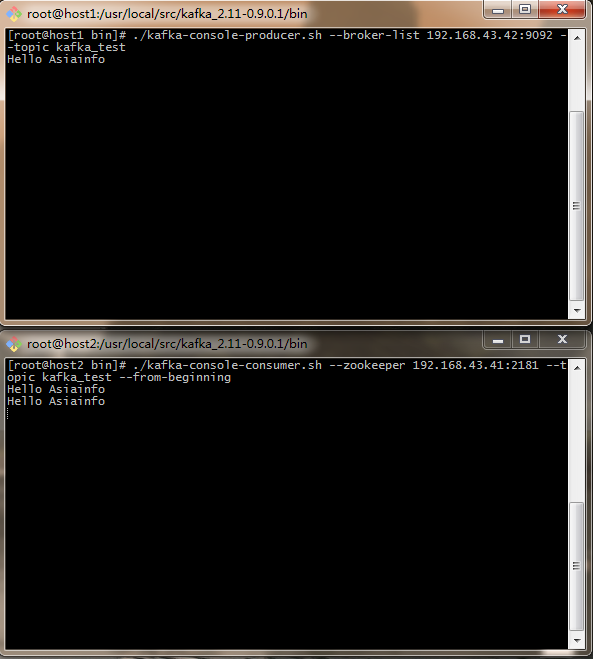 root@host1:/usr/local/src/kafka_2.11-0.9.0.1/bin
[root@host1 bin]# ./kafka-console-producer.sh --broker-list 192.168.43.42:9092 -
-topic kafka_test
Hello Asiainfo
root@host2:/usr/local/src/kafka_2.11-0.9.0.1/bin
[root@host2 bin]# ./kafka-console-consumer.sh --zookeeper 192.168.43.41:2181 --t
opic kafka_test --from-beginning
Hello Asiainfo
Hello Asiainfo